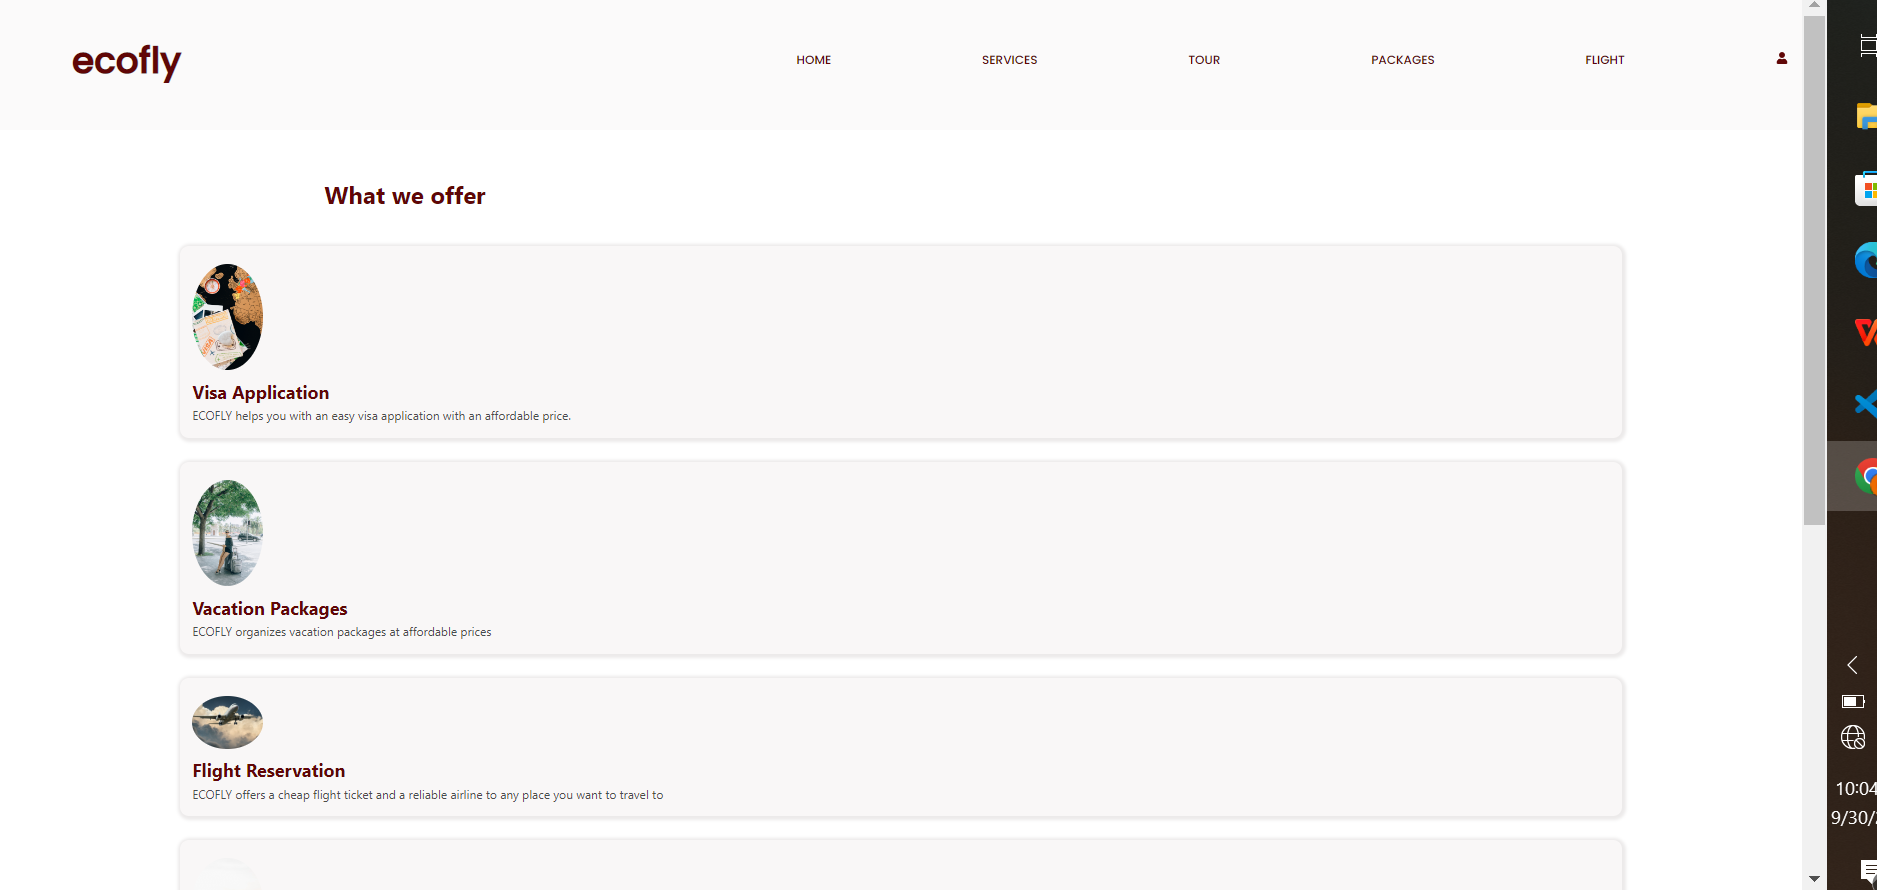 ecofly
HOME
SERVICES
TOUR
PACKAGES
FLIGHT
What we offer
Visa Application
ECOFLY helps you with an easy visa application with an affordable price.
Vacation Packages
ECOFLY organizes vacation packages at affordable prices
Flight Reservation
ECOFLY offers a cheap flight ticket and a reliable airline to any place you want to travel to
10:04
9/30/